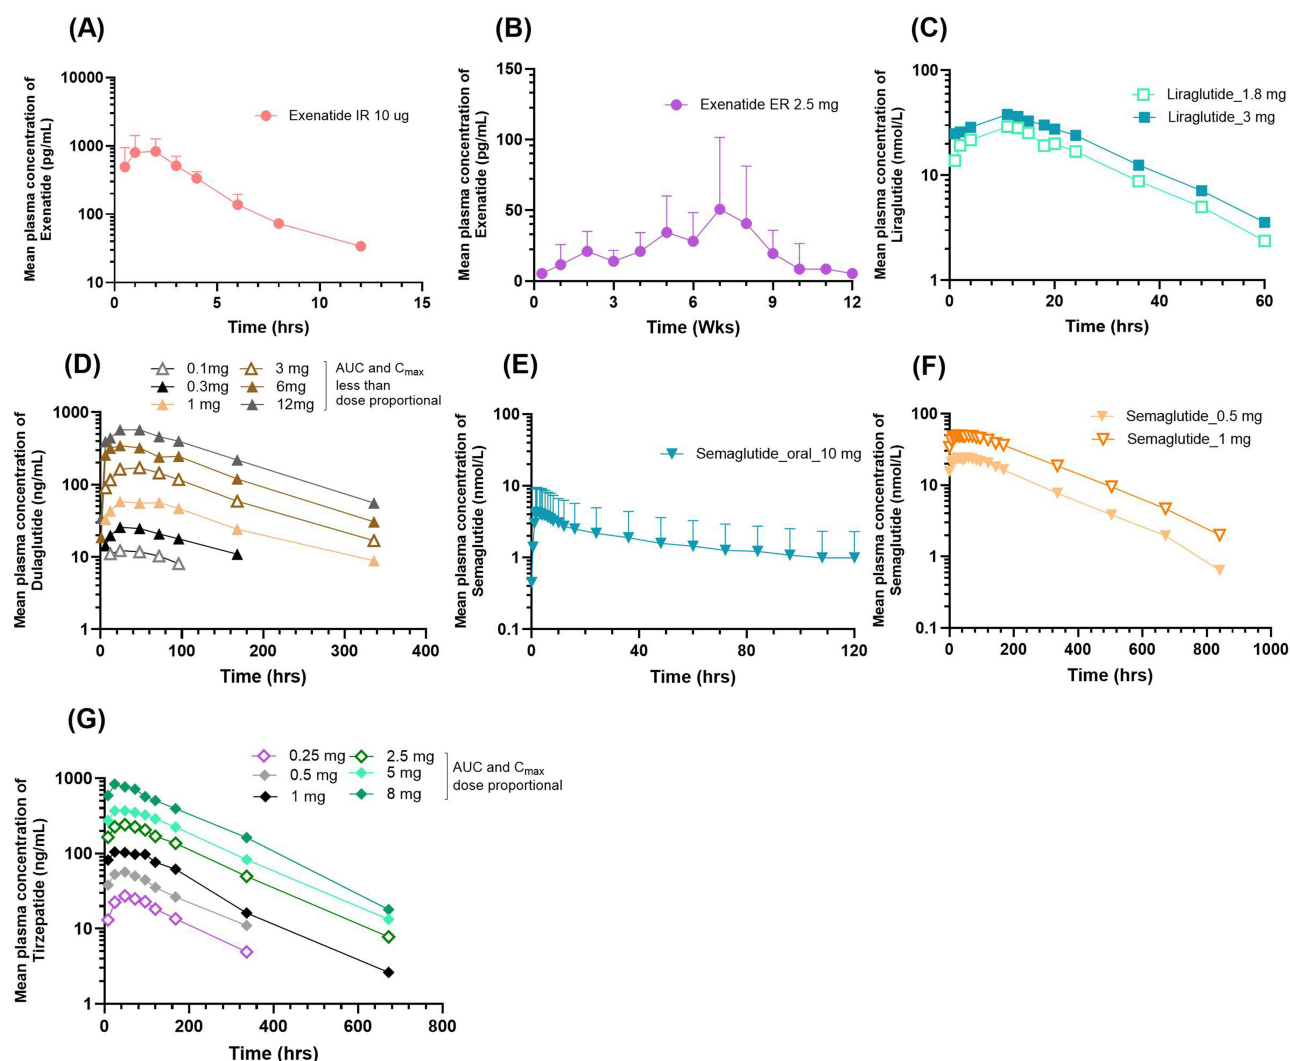 (A)
Mean plasma concentration of
Exenatide (pg/mL)
1000
1000
100
10
0
5
10
15
Time (hrs)
Exenatide IR 10 ug
(B)
Mean plasma concentration of
Exenatide (pg/mL)
150
100
50
0
0
3
6
9
12
Time (Wks)
Exenatide ER 2.5 mg
(C)
Mean plasma concentration of
Liraglutide (nmol/L)
100
10
1
0
20
40
60
Time (hrs)
Liraglutide_1.8 mg
Liraglutide_3 mg
(D)
0.1mg
0.3mg
1 mg
3 mg
6mg
12mg
AUC and Cmax
less than
dose proportional
Mean plasma concentration of
Dulaglutide (ng/mL)
1000
100
10
1
0
100
200
300
400
Time (hrs)
(E)
Mean plasma concentration of
Semaglutide (nmol/L)
100
10
1
0.1
0
40
80
120
Time (hrs)
Semaglutide_oral_10 mg
(F)
Mean plasma concentration of
Semaglutide (nmol/L)
100
10
1
0.1
0
200
400
600
800
1000
Time (hrs)
Semaglutide_0.5 mg
Semaglutide_1 mg
(G)
0.25 mg
0.5 mg
1 mg
2.5 mg
5 mg
8 mg
AUC and Cmax
dose proportional
Mean plasma concentration of
Tirzepatide (ng/mL)
1000
100
10
1
0
200
400
600
800
Time (hrs)